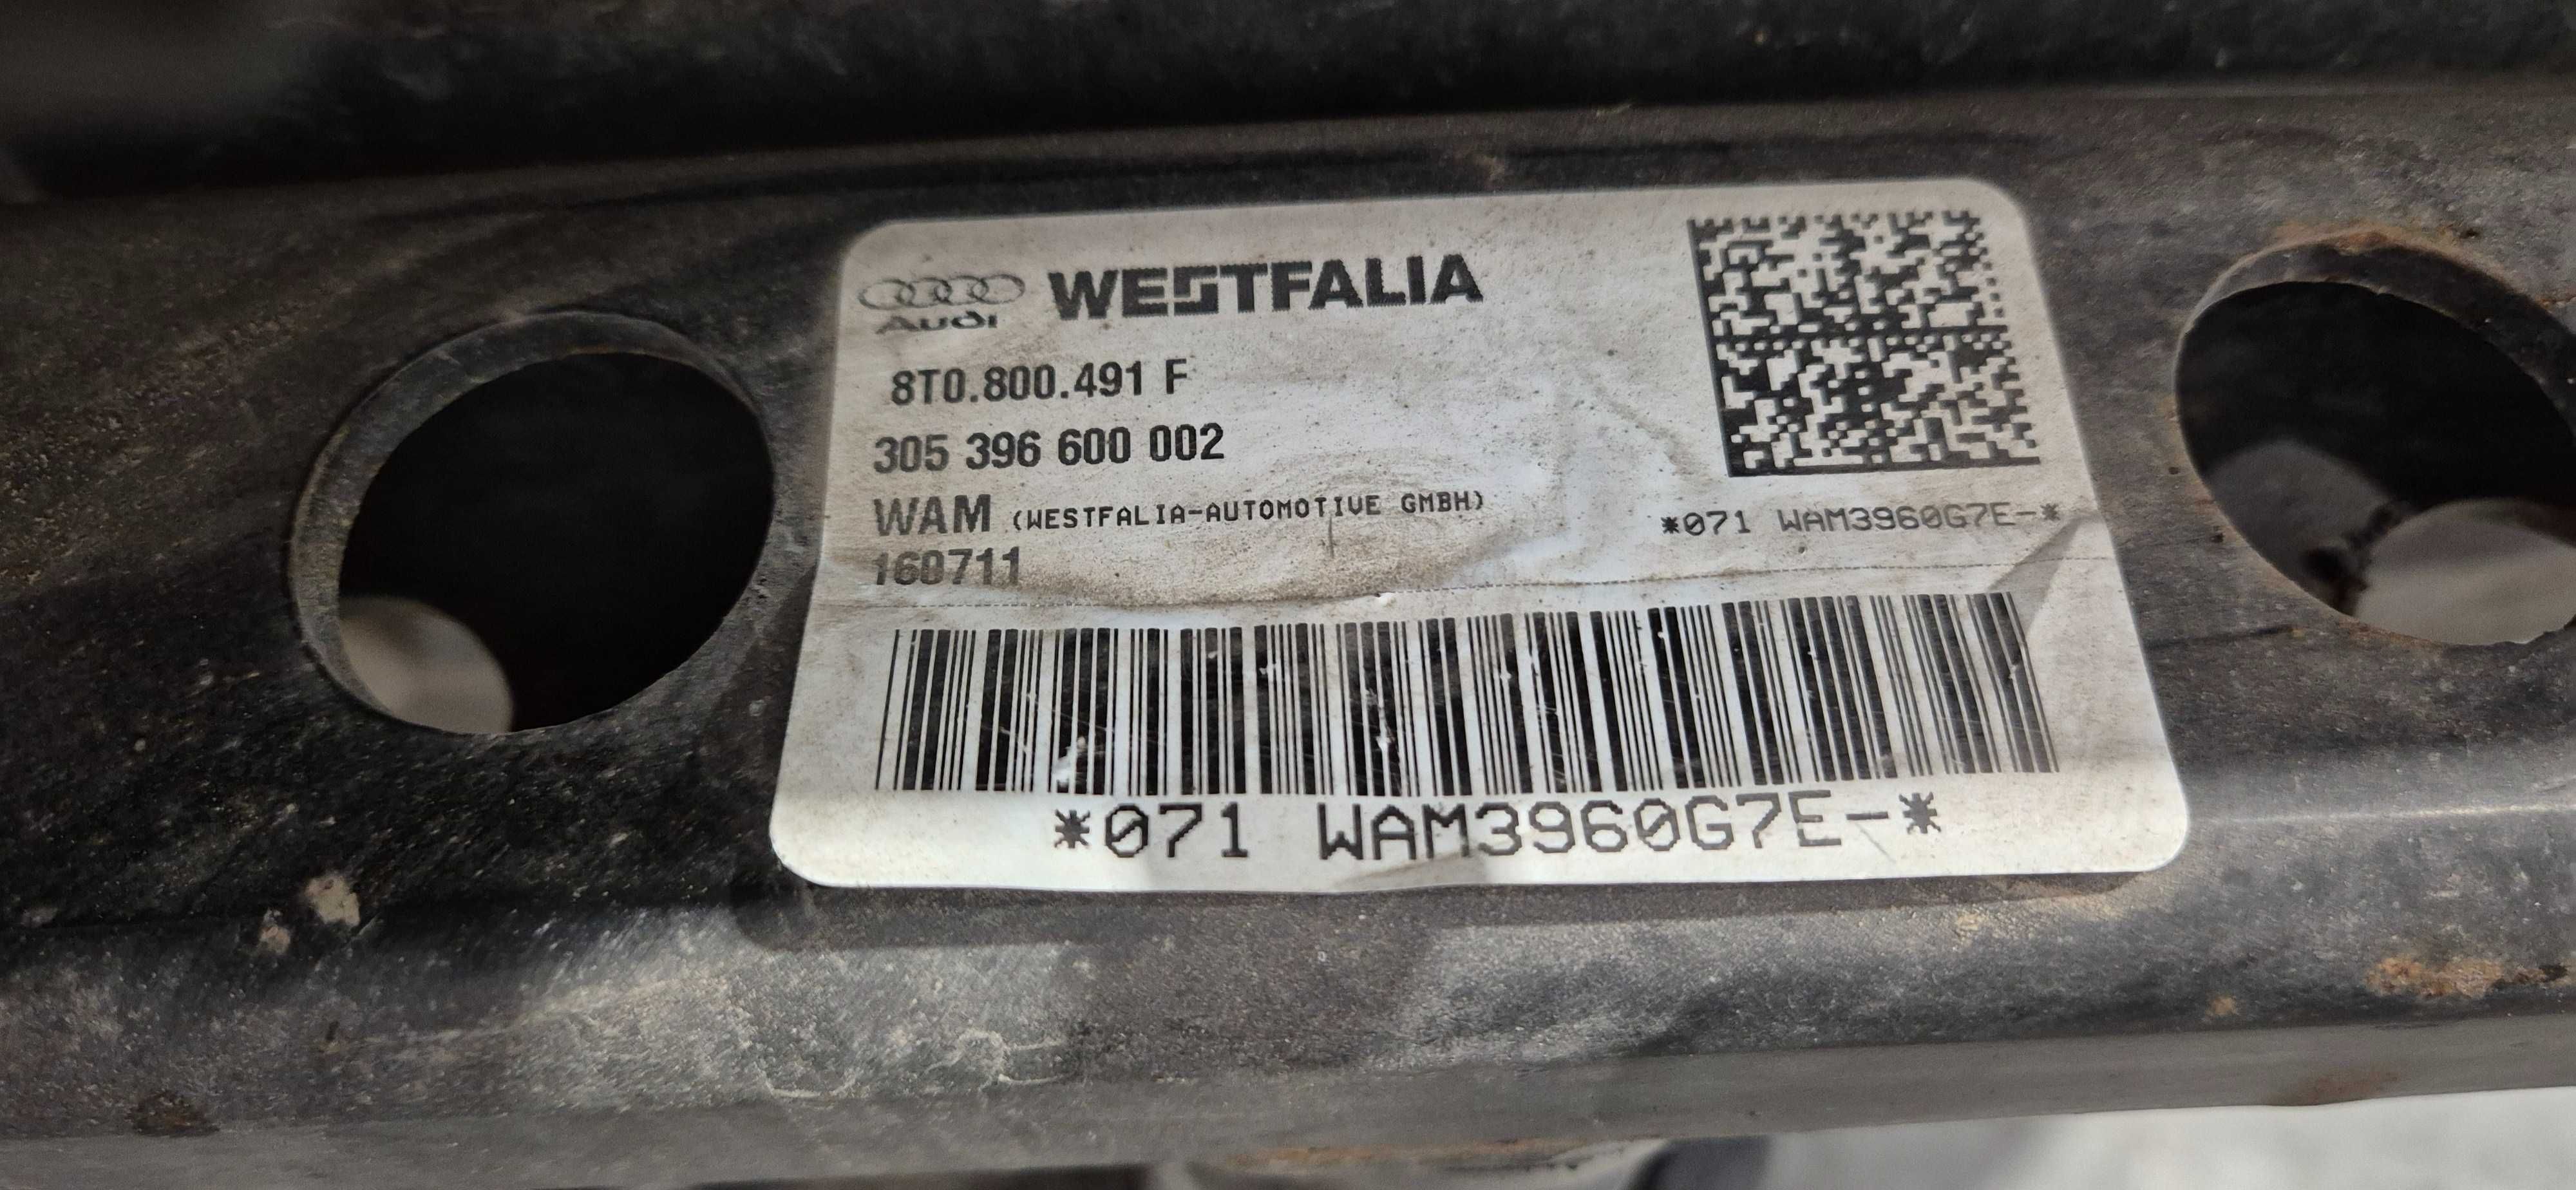 Audi WESTFALIA
8T0.800.491 F
305 396 600 002
WAM (WESTFALIA-AUTOMOTIVE GMBH)
160711
*071 WAM3960G7E-*
*071 WAM3960G7E-*